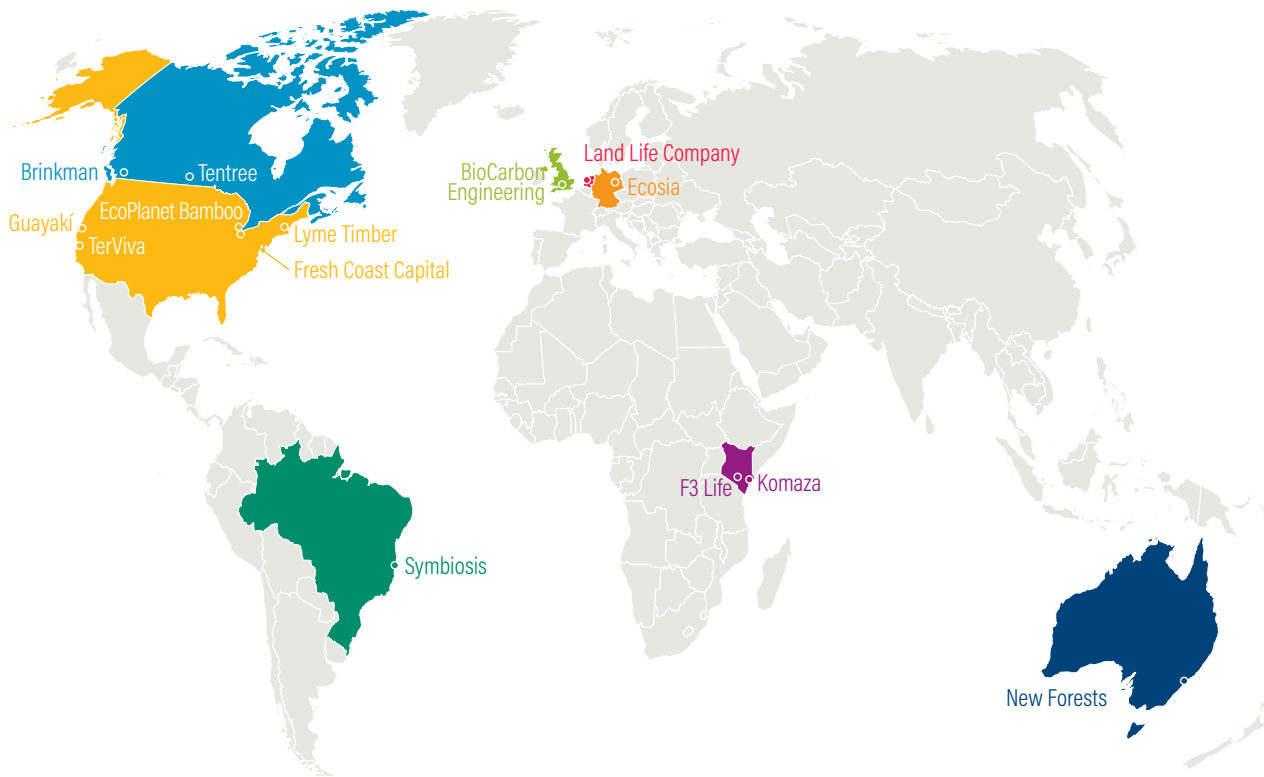 Land Life Company
BioCarbon
Engineering
Ecosia
Brinkman
Tentree
EcoPlanet Bamboo
Guayakí
TerViva
Lyme Timber
Fresh Coast Capital
F3 Life
Komaza
Symbiosis
New Forests